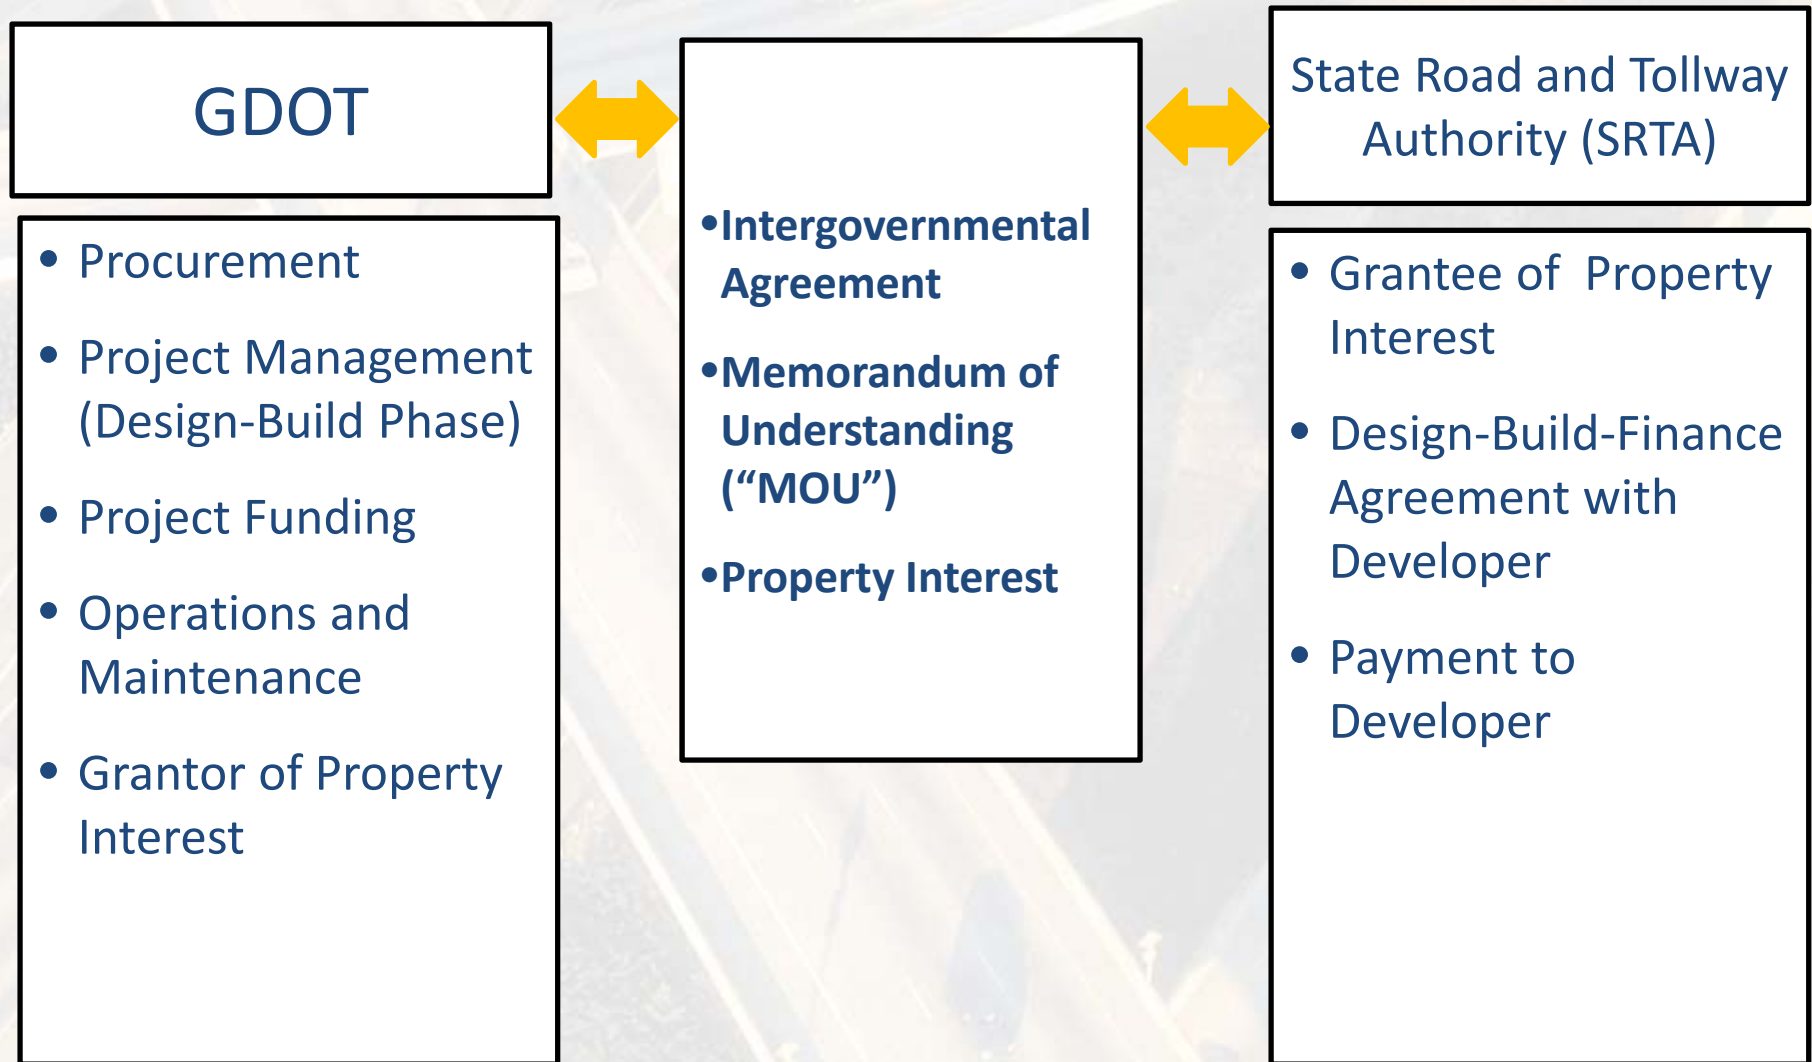 GDOT
• Procurement
• Project Management
(Design-Build Phase)
• Project Funding
• Operations and
Maintenance
• Grantor of Property
Interest
•Intergovernmental
Agreement
•Memorandum of
Understanding
(“MOU”)
•Property Interest
State Road and Tollway
Authority (SRTA)
• Grantee of  Property
Interest
• Design-Build-Finance
Agreement with
Developer
• Payment to
Developer